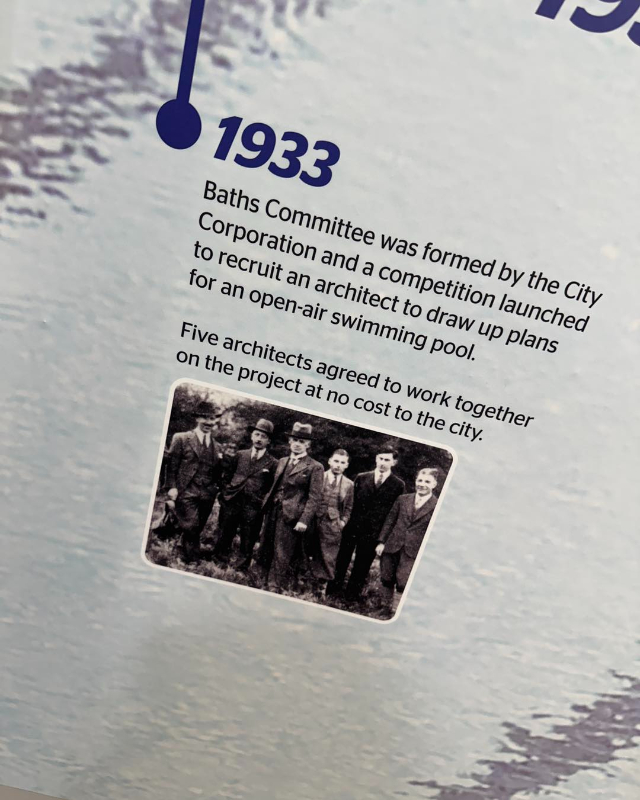 1933
Baths Committee was formed by the City
Corporation and a competition launched
to recruit an architect to draw up plans
for an open-air swimming pool.
Five architects agreed to work together
on the project at no cost to the city.